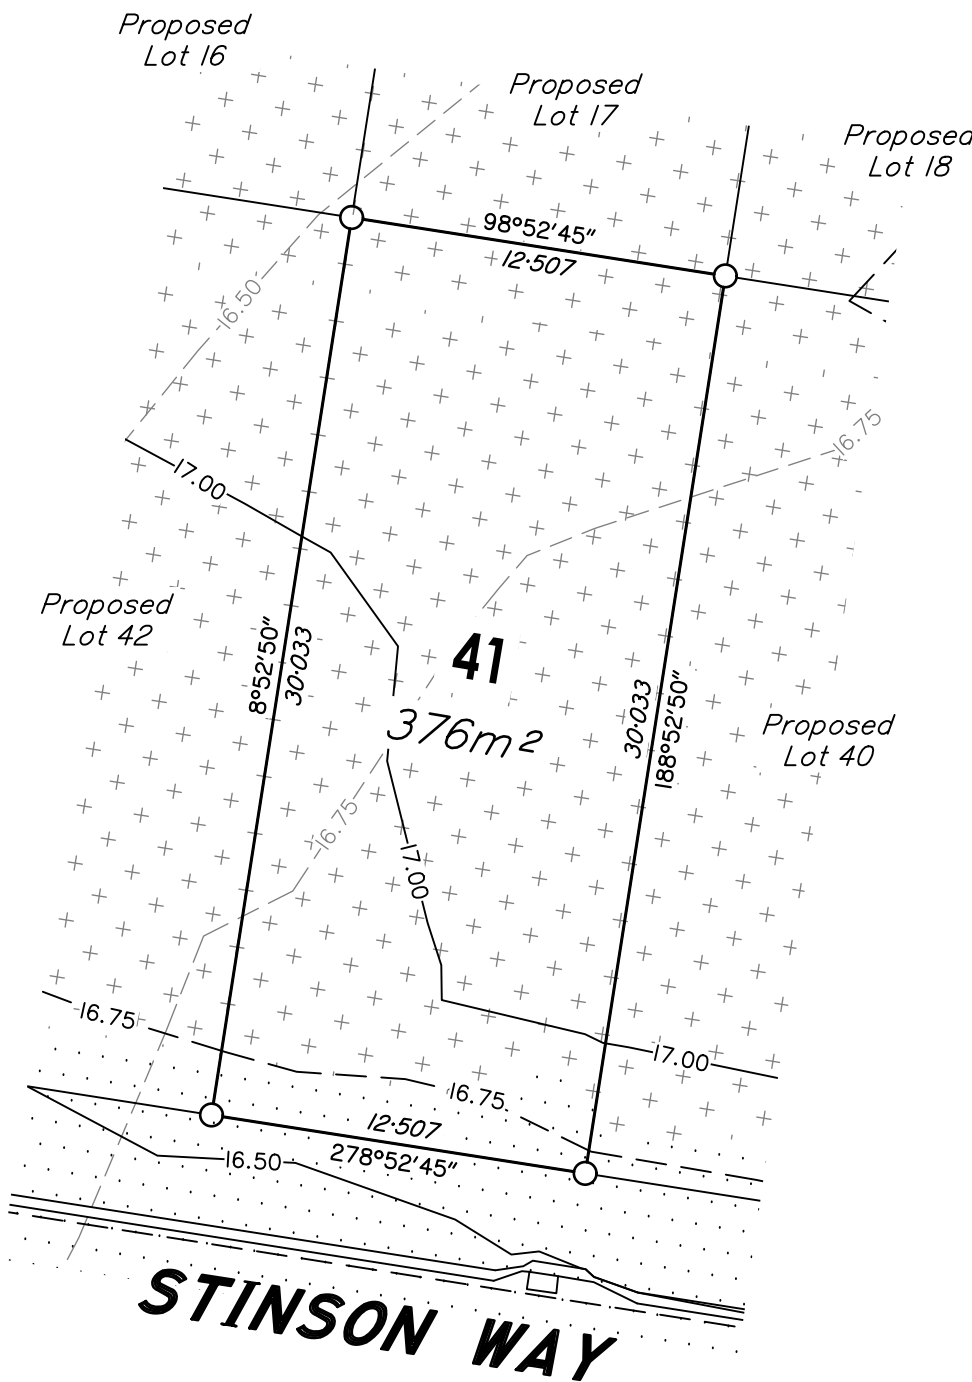 Proposed
Lot 16
Proposed
Lot 17
Proposed
Lot 18
98°52'45"
12·507
16.50
16.75
17.00
Proposed
Lot 42
8°52'50"
30·033
41
376m²
30·033
188°52'50"
Proposed
Lot 40
16.75
17.00
16.75
17.00
16.75
12·507
278°52'45"
16.50
STINSON WAY